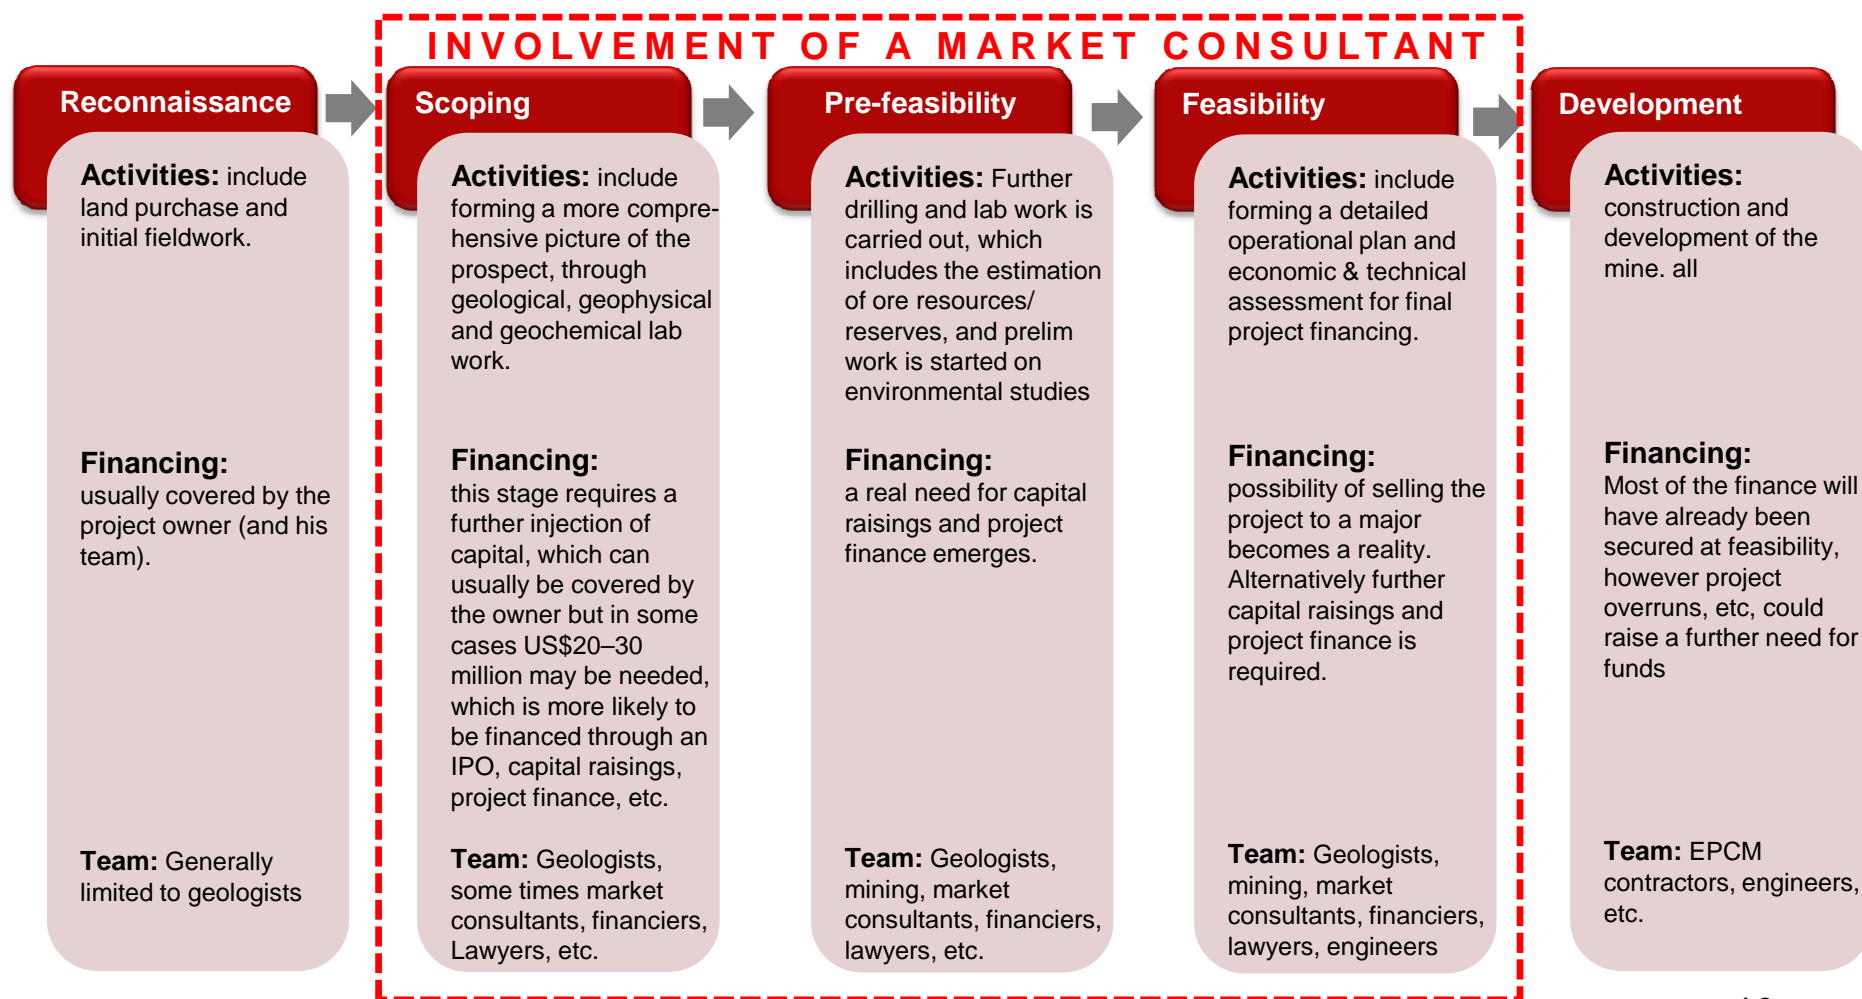 INVOLVEMENT OF A MARKET CONSULTANT
Reconnaissance
Activities: include
land purchase and
initial fieldwork.
Financing:
usually covered by the
project owner (and his
team).
Team: Generally
limited to geologists
Scoping
Activities: include
forming a more compre-
hensive picture of the
prospect, through
geological, geophysical
and geochemical lab
work.
Financing:
this stage requires a
further injection of
capital, which can
usually be covered by
the owner but in some
cases US$20–30
million may be needed,
which is more likely to
be financed through an
IPO, capital raisings,
project finance, etc.
Team: Geologists,
some times market
consultants, financiers,
Lawyers, etc.
Pre-feasibility
Activities: Further
drilling and lab work is
carried out, which
includes the estimation
of ore resources/
reserves, and prelim
work is started on
environmental studies
Financing:
a real need for capital
raisings and project
finance emerges.
Team: Geologists,
mining, market
consultants, financiers,
lawyers, etc.
Feasibility
Activities: include
forming a detailed
operational plan and
economic & technical
assessment for final
project financing.
Financing:
possibility of selling the
project to a major
becomes a reality.
Alternatively further
capital raisings and
project finance is
required.
Team: Geologists,
mining, market
consultants, financiers,
lawyers, engineers
Development
Activities:
construction and
development of the
mine. all
Financing:
Most of the finance will
have already been
secured at feasibility,
however project
overruns, etc, could
raise a further need for
funds
Team: EPCM
contractors, engineers,
etc.